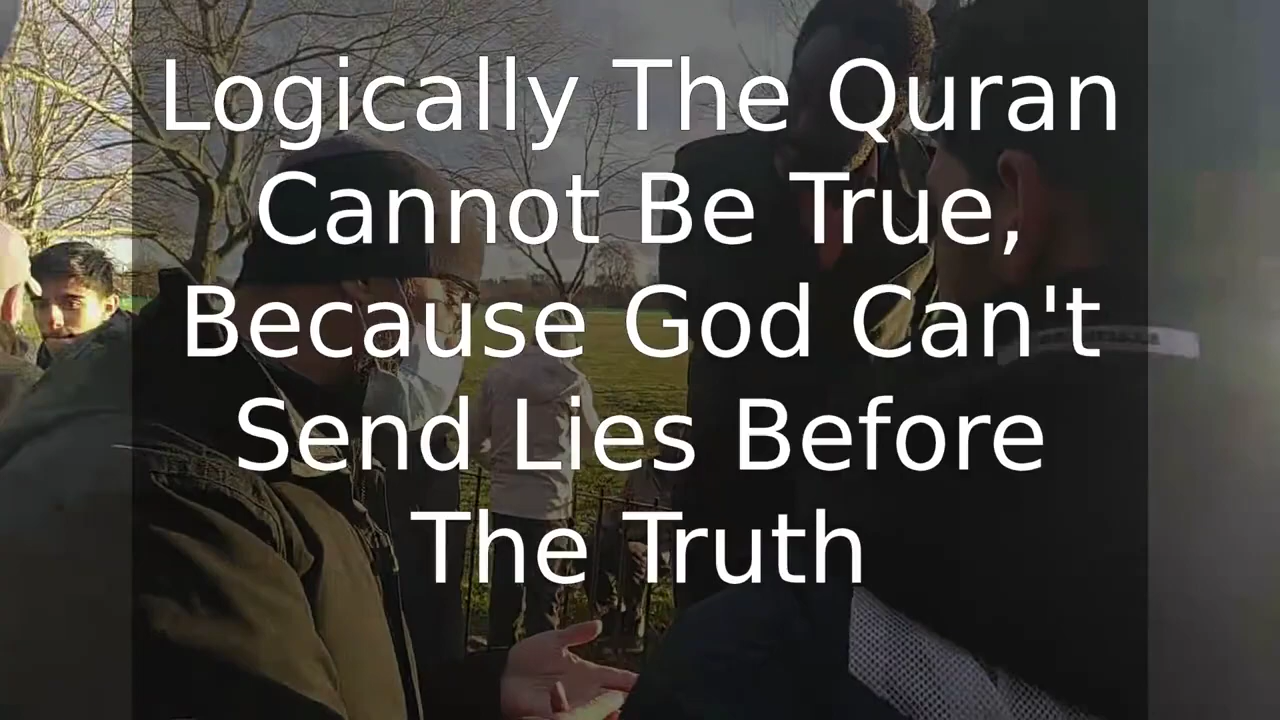 Logically The Quran
Cannot Be True,
Because God Can't
Send Lies Before
The Truth